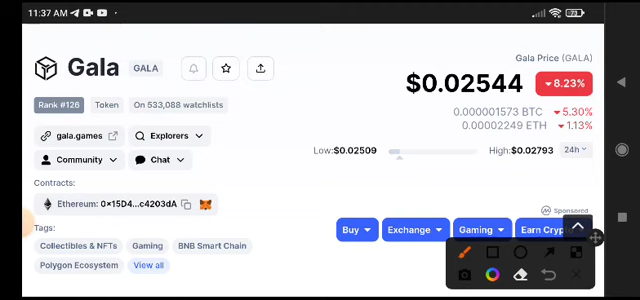 11:37 AM
73
Gala GALA
Gala Price (GALA)
$0.02544 8.23%
Rank #126 Token On 533,088 watchlists
0.000001573 BTC 5.30%
0.00002249 ETH 1.13%
gala.games Explorers
Low:$0.02509 High:$0.02793 24h
Community Chat
Contracts:
Ethereum: 0x15D4...c4203dA
Sponsored
Tags:
Buy Exchange Gaming Earn Cryp
Collectibles & NFTs Gaming BNB Smart Chain
Polygon Ecosystem View all